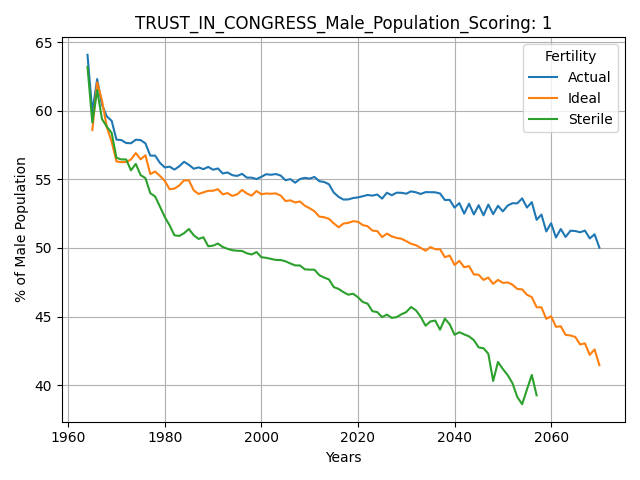 TRUST_IN_CONGRESS_Male_Population_Scoring: 1
% of Male Population
65
60
55
50
45
40
Fertility
Actual
Ideal
Sterile
1960
1980
2000
2020
2040
2060
Years